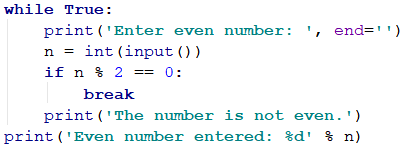 while True:
    print('Enter even number: ', end='')
    n = int(input())
    if n % 2 == 0:
        break
    print('The number is not even.')
print('Even number entered: %d' % n)